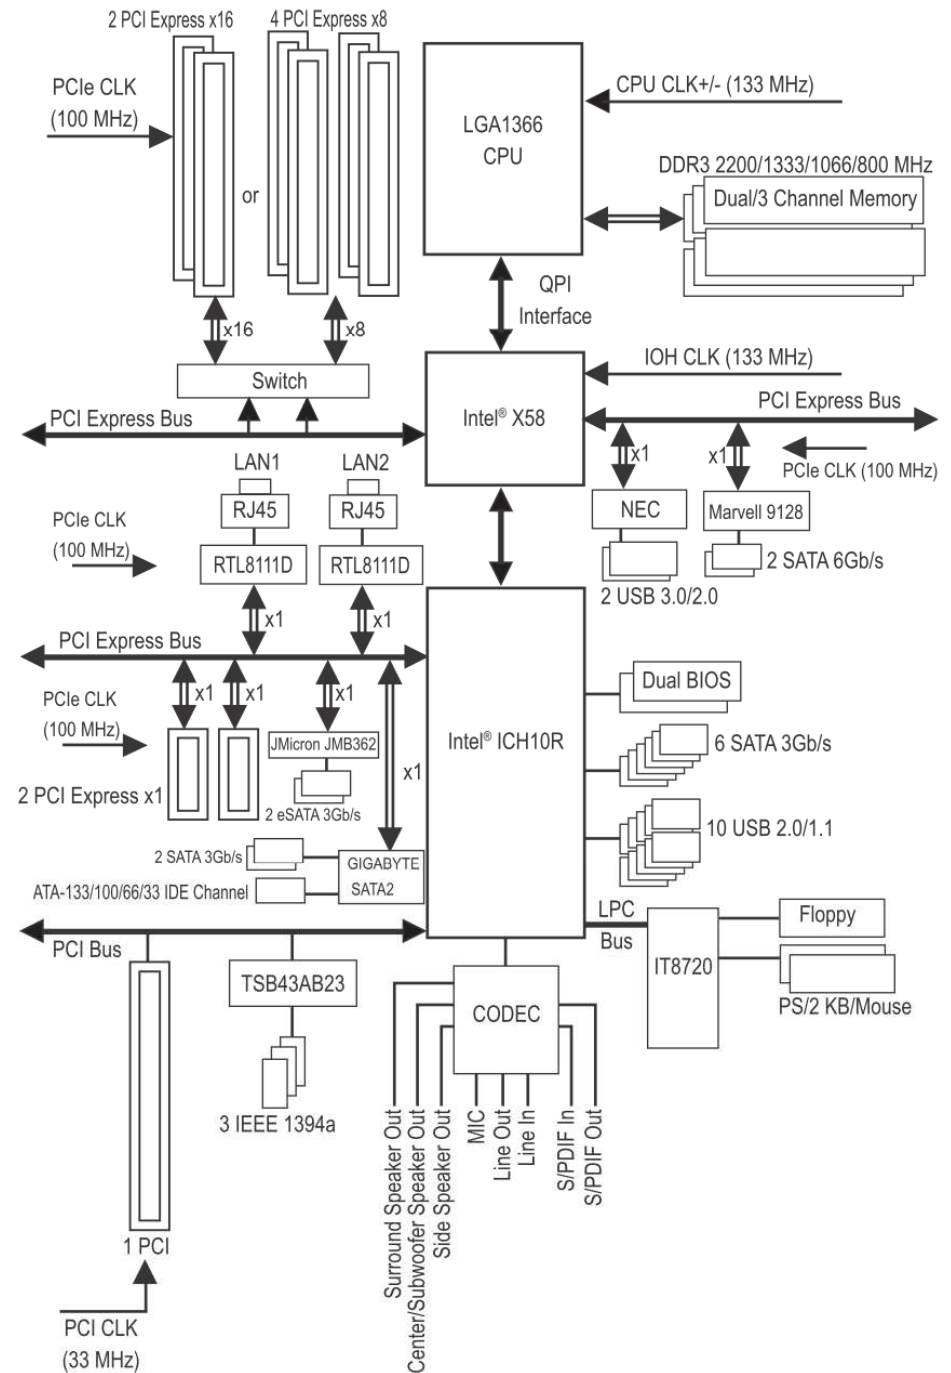 2 PCI Express x16
4 PCI Express x8
PCIe CLK
(100 MHz)
or
x16
x8
Switch
LGA1366
CPU
CPU CLK+/- (133 MHz)
DDR3 2200/1333/1066/800 MHz
Dual/3 Channel Memory
QPI
Interface
IOH CLK (133 MHz)
PCI Express Bus
Intel® X58
PCI Express Bus
x1
x1
PCIe CLK (100 MHz)
NEC
Marvell 9128
2 USB 3.0/2.0
2 SATA 6Gb/s
LAN1
LAN2
RJ45
RJ45
PCIe CLK
(100 MHz)
RTL8111D
RTL8111D
x1
x1
PCI Express Bus
x1
x1
x1
x1
PCIe CLK
(100 MHz)
JMicron JMB362
2 PCI Express x1
2 eSATA 3Gb/s
Intel® ICH10R
Dual BIOS
6 SATA 3Gb/s
10 USB 2.0/1.1
2 SATA 3Gb/s
GIGABYTE
SATA2
ATA-133/100/66/33 IDE Channel
PCI Bus
LPC
Bus
IT8720
Floppy
PS/2 KB/Mouse
TSB43AB23
3 IEEE 1394a
CODEC
Surround Speaker Out
Center/Subwoofer Speaker Out
Side Speaker Out
MIC
Line Out
Line In
S/PDIF In
S/PDIF Out
1 PCI
PCI CLK
(33 MHz)